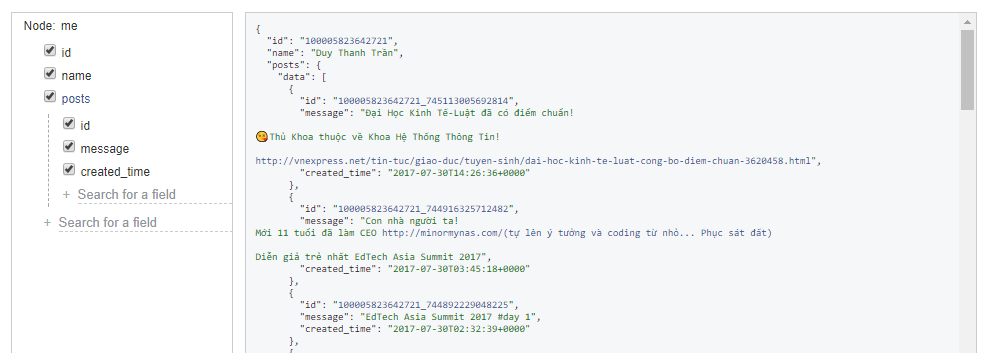 Node: me
id
name
posts
id
message
created_time
+ Search for a field
+ Search for a field
{
"id": "100005823642721",
"name": "Duy Thanh Trần",
"posts": {
"data": [
{
"id": "100005823642721_745113005692814",
"message": "Đại Học Kinh Tế-Luật đã có điểm chuẩn!
😘Thủ Khoa thuộc về Khoa Hệ Thống Thông Tin!
http://vnexpress.net/tin-tuc/giao-duc/tuyen-sinh/dai-hoc-kinh-te-luat-cong-bo-diem-chuan-3620458.html",
"created_time": "2017-07-30T14:26:36+0000"
},
{
"id": "100005823642721_744916325712482",
"message": "Con nhà người ta!
Mới 11 tuổi đã làm CEO http://minormynas.com/(tự lên ý tưởng và coding từ nhỏ... Phục sát đất)
Diễn giả trẻ nhất EdTech Asia Summit 2017",
"created_time": "2017-07-30T03:45:18+0000"
},
{
"id": "100005823642721_744892229048225",
"message": "EdTech Asia Summit 2017 #day 1",
"created_time": "2017-07-30T02:32:39+0000"
},
{